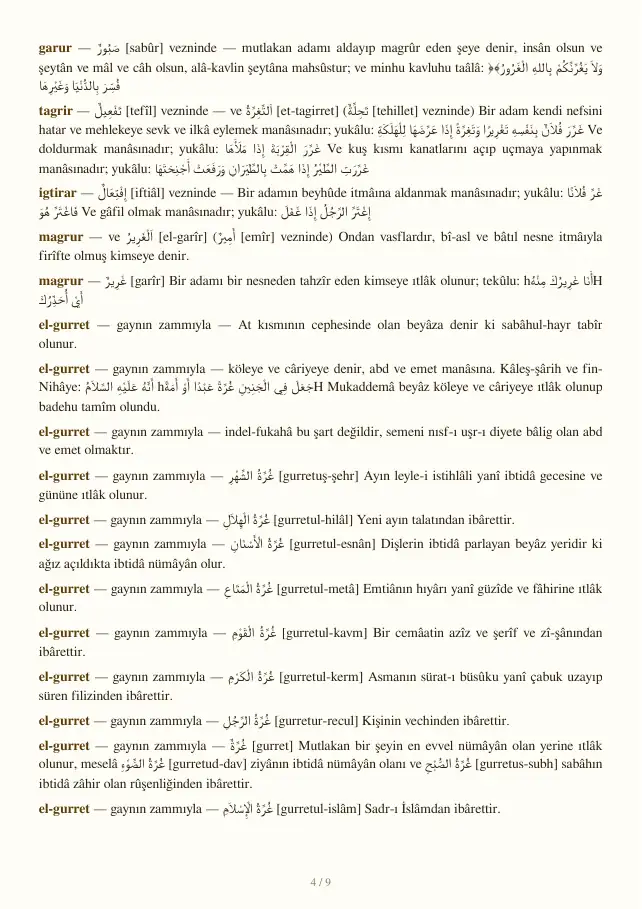 garur — صَبُورٌ [sabûr] vezninde — mutlakan adamı aldayıp magrûr eden şeye denir, insân olsun ve
şeytân ve mâl ve câh olsun, alâ-kavlin şeytâna mahsûstur; ve minhu kavluhu taâlâ: ﴿﴿وَلاَ يَغُرَّنَّكُمْ بِاللهِ الْغَرُورُ
فُسِّرَ بِالدُّنْيَا وَغَيْرِهَا
tagrir — تَفْعِيلٌ [tefîl] vezninde — ve اَلتَّغِرَّةُ [et-tagirret] (تَحِلَّةٌ [tehillet] vezninde) Bir adam kendi nefsini
hatar ve mehlekeye sevk ve ilkâ eylemek manâsınadır; yukâlu: غَرَّرَ فُلاَنٌ بِنَفْسِهِ تَغْرِيرًا وَتَغِرَّةً إِذَا عَرَّضَهَا لِلْهَلَكَةِ Ve
doldurmak manâsınadır; yukâlu: غَرَّرَ الْقِرْبَةَ إِذَا مَلَأَهَا Ve kuş kısmı kanatlarını açıp uçmaya yapınmak
manâsınadır; yukâlu: غَرَّرَتِ الطَّيْرُ إِذَا هَمَّتْ بِالطَّيَرَانِ وَرَفَعَتْ أَجْنِحَتَهَا
igtirar — إِفْتِعَالٌ [iftiâl] vezninde — Bir adamın beyhûde itmâına aldanmak manâsınadır; yukâlu: غَرَّ فُلاَنًا
فَاغْتَرَّ هُوَ Ve gâfil olmak manâsınadır; yukâlu: إِغْتَرَّ الرَّجُلُ إِذَا غَفَلَ
magrur — ve اَلْغَرِيرُ [el-garîr] (أَمِيرٌ [emîr] vezninde) Ondan vasflardır, bî-asl ve bâtıl nesne itmâıyla
firîfte olmuş kimseye denir.
magrur — غَرِيرٌ [garîr] Bir adamı bir nesneden tahzîr eden kimseye ıtlâk olunur; tekûlu: hأَنَا غَرِيرُكَ مِنْهُH
أَيْ أُحَذِّرُكَ
el-gurret — gaynın zammıyla — At kısmının cephesinde olan beyâza denir ki sabâhul-hayr tabîr
olunur.
el-gurret — gaynın zammıyla — köleye ve câriyeye denir, abd ve emet manâsına. Kâleş-şârih ve fin-
Nihâye: أَنَّهُ عَلَيْهِ السَّلاَمُ hجَعَلَ فِي الْجَنِينِ غُرَّةً عَبْدًا أَوْ أَمَةًH Mukaddemâ beyâz köleye ve câriyeye ıtlâk olunup
badehu tamîm olundu.
el-gurret — gaynın zammıyla — indel-fukahâ bu şart değildir, semeni nısf-ı uşr-ı diyete bâlig olan abd
ve emet olmaktır.
el-gurret — gaynın zammıyla — غُرَّةُ الشَّهْرِ [gurretuş-şehr] Ayın leyle-i istihlâli yanî ibtidâ gecesine ve
gününe ıtlâk olunur.
el-gurret — gaynın zammıyla — غُرَّةُ الْهِلاَلِ [gurretul-hilâl] Yeni ayın talatından ibârettir.
el-gurret — gaynın zammıyla — غُرَّةُ الْأَسْنَانِ [gurretul-esnân] Dişlerin ibtidâ parlayan beyâz yeridir ki
ağız açıldıkta ibtidâ nümâyân olur.
el-gurret — gaynın zammıyla — غُرَّةُ الْمَتَاعِ [gurretul-metâ] Emtiânın hıyârı yanî güzîde ve fâhirine ıtlâk
olunur.
el-gurret — gaynın zammıyla — غُرَّةُ الْقَوْمِ [gurretul-kavm] Bir cemâatin azîz ve şerîf ve zî-şânından
ibârettir.
el-gurret — gaynın zammıyla — غُرَّةُ الْكَرْمِ [gurretul-kerm] Asmanın sürat-ı büsûku yanî çabuk uzayıp
süren filizinden ibârettir.
el-gurret — gaynın zammıyla — غُرَّةُ الرَّجُلِ [gurretur-recul] Kişinin vechinden ibârettir.
el-gurret — gaynın zammıyla — غُرَّةٌ [gurret] Mutlakan bir şeyin en evvel nümâyân olan yerine ıtlâk
olunur, meselâ غُرَّةُ الضَّوْءِ [gurretud-dav] ziyânın ibtidâ nümâyân olanı ve غُرَّةُ الصُّبْحِ [gurretus-subh] sabâhın
ibtidâ zâhir olan rûşenliğinden ibârettir.
el-gurret — gaynın zammıyla — غُرَّةُ الْإِسْلاَمِ [gurretul-islâm] Sadr-ı İslâmdan ibârettir.
4 / 9